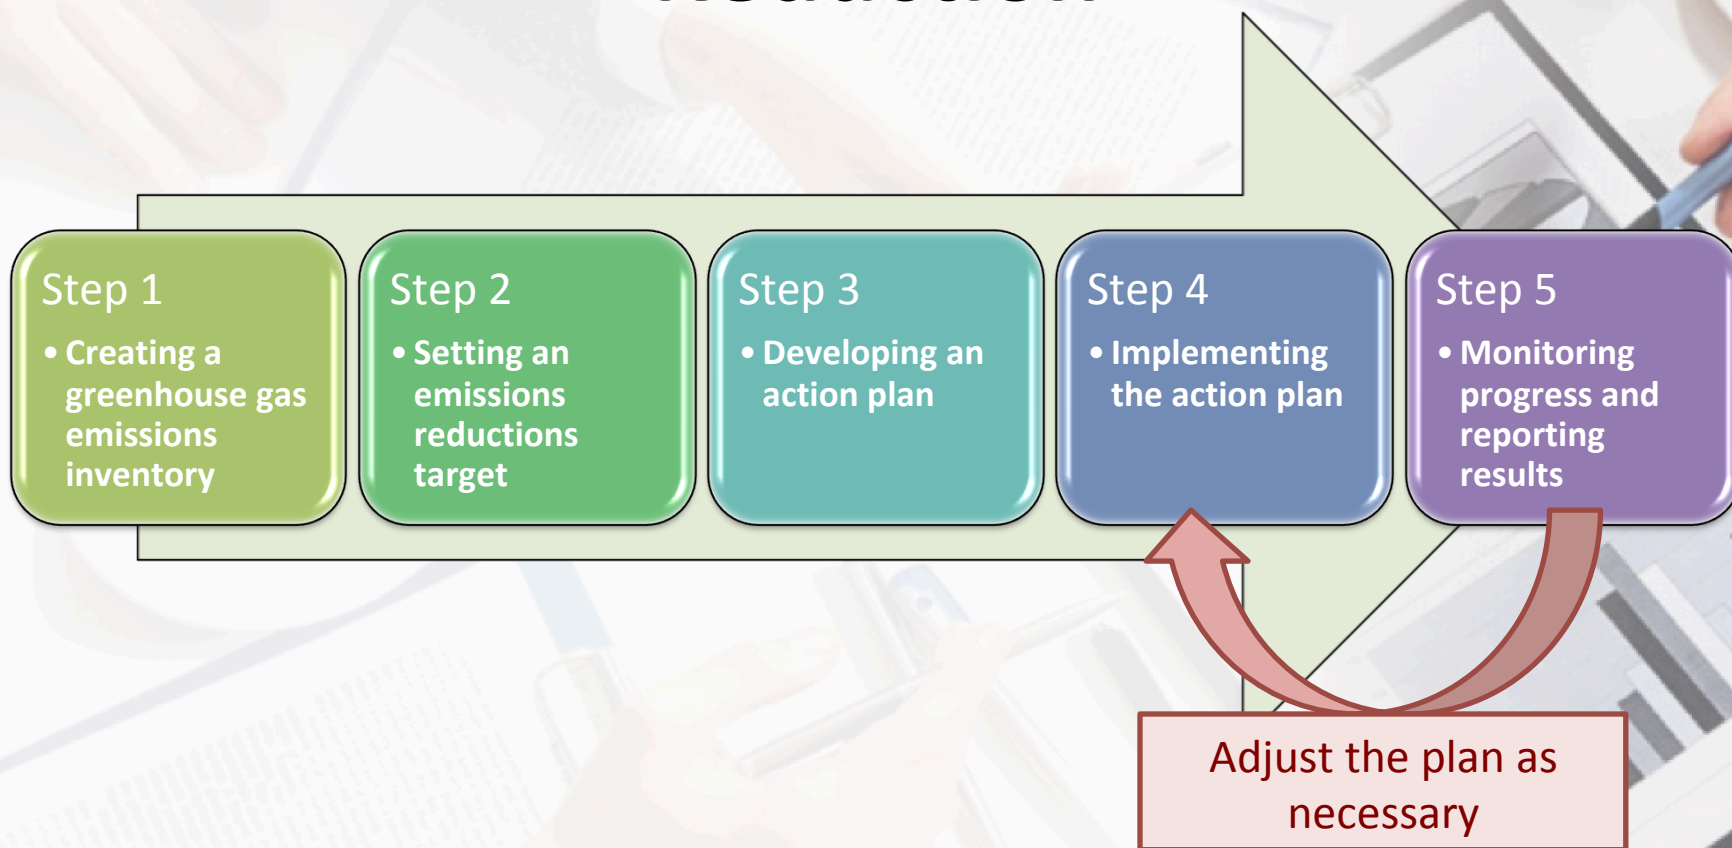 Step 1
• Creating a
greenhouse gas
emissions
inventory
Step 2
• Setting an
emissions
reductions
target
Step 3
• Developing an
action plan
Step 4
• Implementing
the action plan
Step 5
• Monitoring
progress and
reporting
results
Adjust the plan as
necessary